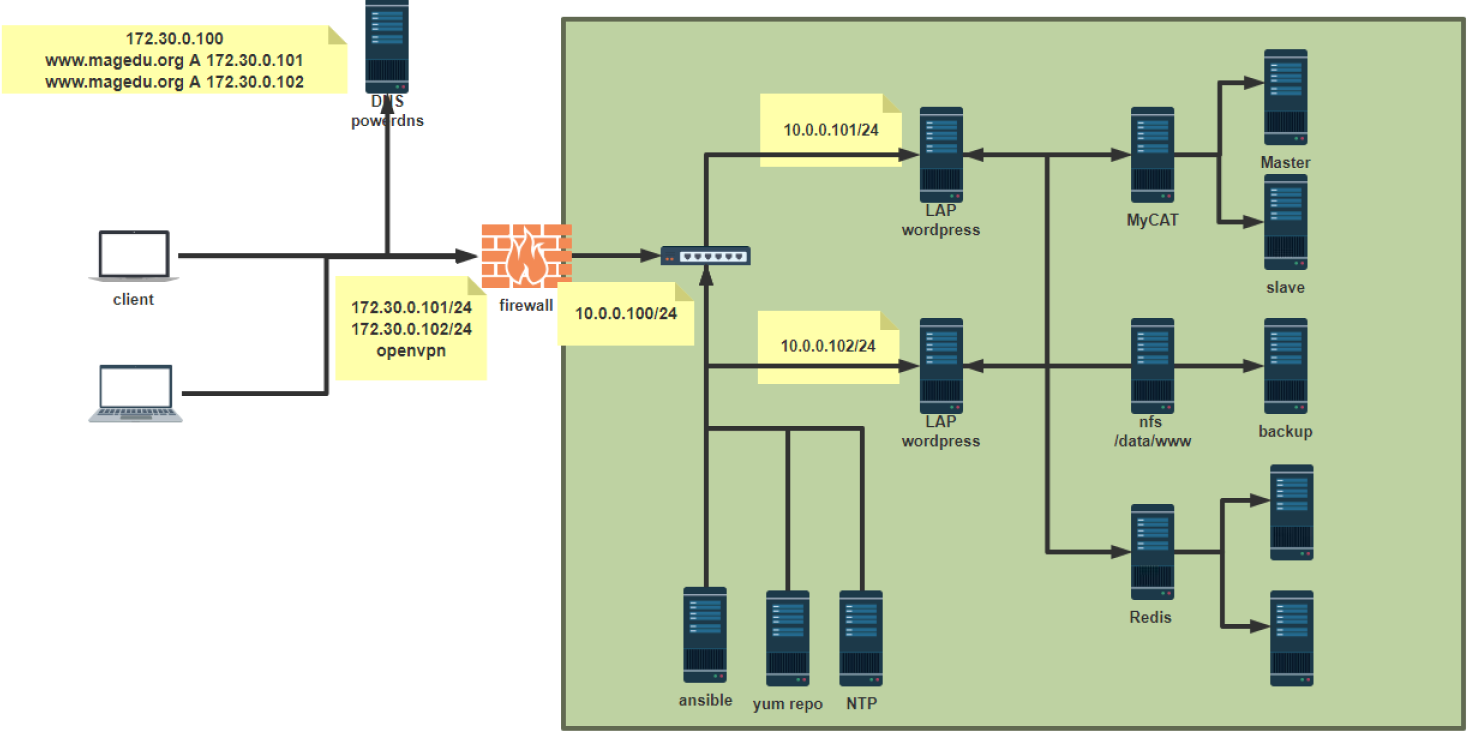 172.30.0.100
www.magedu.org A 172.30.0.101
www.magedu.org A 172.30.0.102
DNS
powerdns
client
172.30.0.101/24
172.30.0.102/24
openvpn
firewall
10.0.0.100/24
10.0.0.101/24
LAP
wordpress
MyCAT
Master
slave
10.0.0.102/24
LAP
wordpress
nfs
/data/www
backup
Redis
ansible
yum repo
NTP